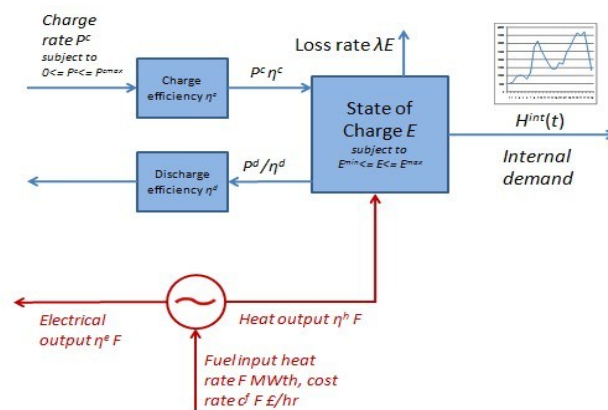 Charge
rate Pᶜ
subject to
0<= Pᶜ<= Pᶜᵐᵃˣ
Charge
efficiency ηᶜ
Pᶜ ηᶜ
Loss rate λE
State of
Charge E
subject to
Eᵐⁱⁿ<= E<= Eᵐᵃˣ
Hⁱⁿᵗ(t)
Internal
demand
Discharge
efficiency ηᵈ
Pᵈ/ηᵈ
Electrical
output ηᵉ F
Heat output ηʰ F
Fuel input heat
rate F MWth, cost
rate cᶠ F £/hr